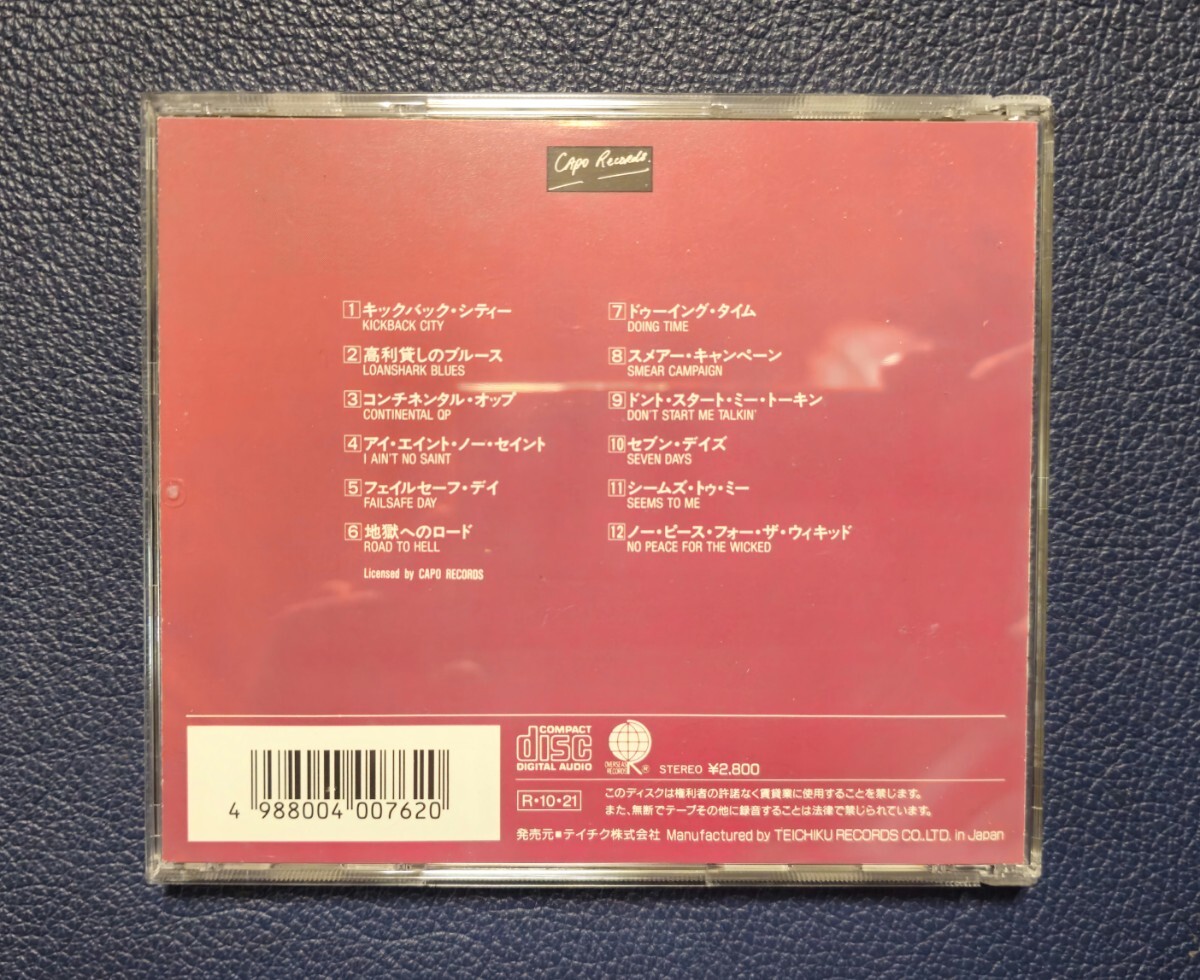 Capo Records.
1 キックバック・シティー
KICKBACK CITY
2 高利貸しのブルース
LOANSHARK BLUES
3 コンチネンタル・オップ
CONTINENTAL QP
4 アイ・エイント・ノー・セイント
I AIN'T NO SAINT
5 フェイルセーフ・デイ
FAILSAFE DAY
6 地獄へのロード
ROAD TO HELL
Licensed by CAPO RECORDS
7 ドゥーイング・タイム
DOING TIME
8 スメアー・キャンペーン
SMEAR CAMPAIGN
9 ドント・スタート・ミー・トーキン
DON'T START ME TALKIN'
10 セブン・デイズ
SEVEN DAYS
11 シームズ・トゥ・ミー
SEEMS TO ME
12 ノー・ピース・フォー・ザ・ウィキッド
NO PEACE FOR THE WICKED
4 988004 007620
COMPACT
disc
DIGITAL AUDIO
OVERSEAS
RECORDS
R ®
STEREO ¥2,800
R・10・21
このディスクは権利者の許諾なく賃貸業に使用することを禁じます。
また、無断でテープその他に録音することは法律で禁じられています。
発売元■テイチク株式会社 Manufactured by TEICHIKU RECORDS CO.,LTD. in Japan